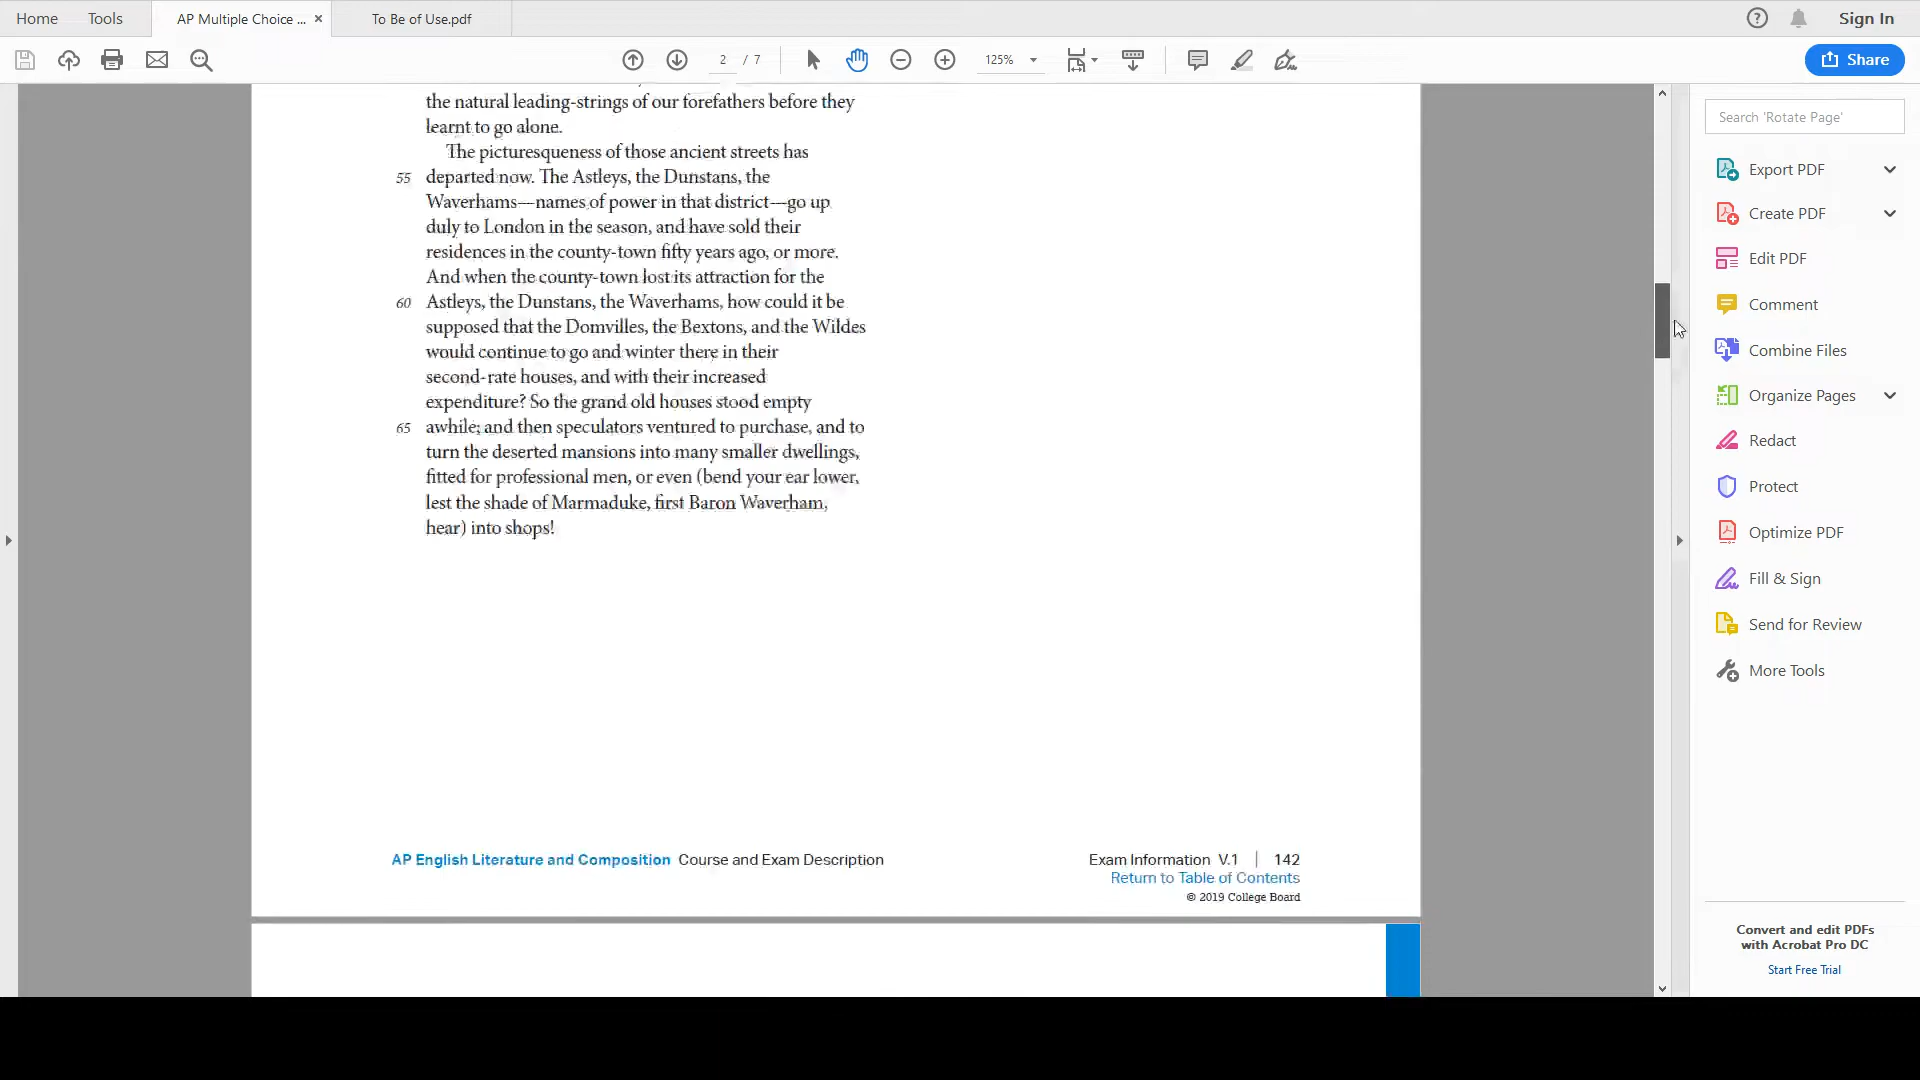 Home
Tools
AP Multiple Choice ...
To Be of Use.pdf
Sign In
2 / 7
125%
Share
the natural leading-strings of our forefathers before they
learnt to go alone.
The picturesqueness of those ancient streets has
55 departed now. The Astleys, the Dunstans, the
Waverhams—names of power in that district—go up
duly to London in the season, and have sold their
residences in the county-town fifty years ago, or more.
And when the county-town lost its attraction for the
60 Astleys, the Dunstans, the Waverhams, how could it be
supposed that the Domvilles, the Bextons, and the Wildes
would continue to go and winter there in their
second-rate houses, and with their increased
expenditure? So the grand old houses stood empty
65 awhile; and then speculators ventured to purchase, and to
turn the deserted mansions into many smaller dwellings,
fitted for professional men, or even (bend your ear lower,
lest the shade of Marmaduke, first Baron Waverham,
hear) into shops!
AP English Literature and Composition Course and Exam Description
Exam Information V.1 | 142
Return to Table of Contents
© 2019 College Board
Search 'Rotate Page'
Export PDF
Create PDF
Edit PDF
Comment
Combine Files
Organize Pages
Redact
Protect
Optimize PDF
Fill & Sign
Send for Review
More Tools
Convert and edit PDFs
with Acrobat Pro DC
Start Free Trial